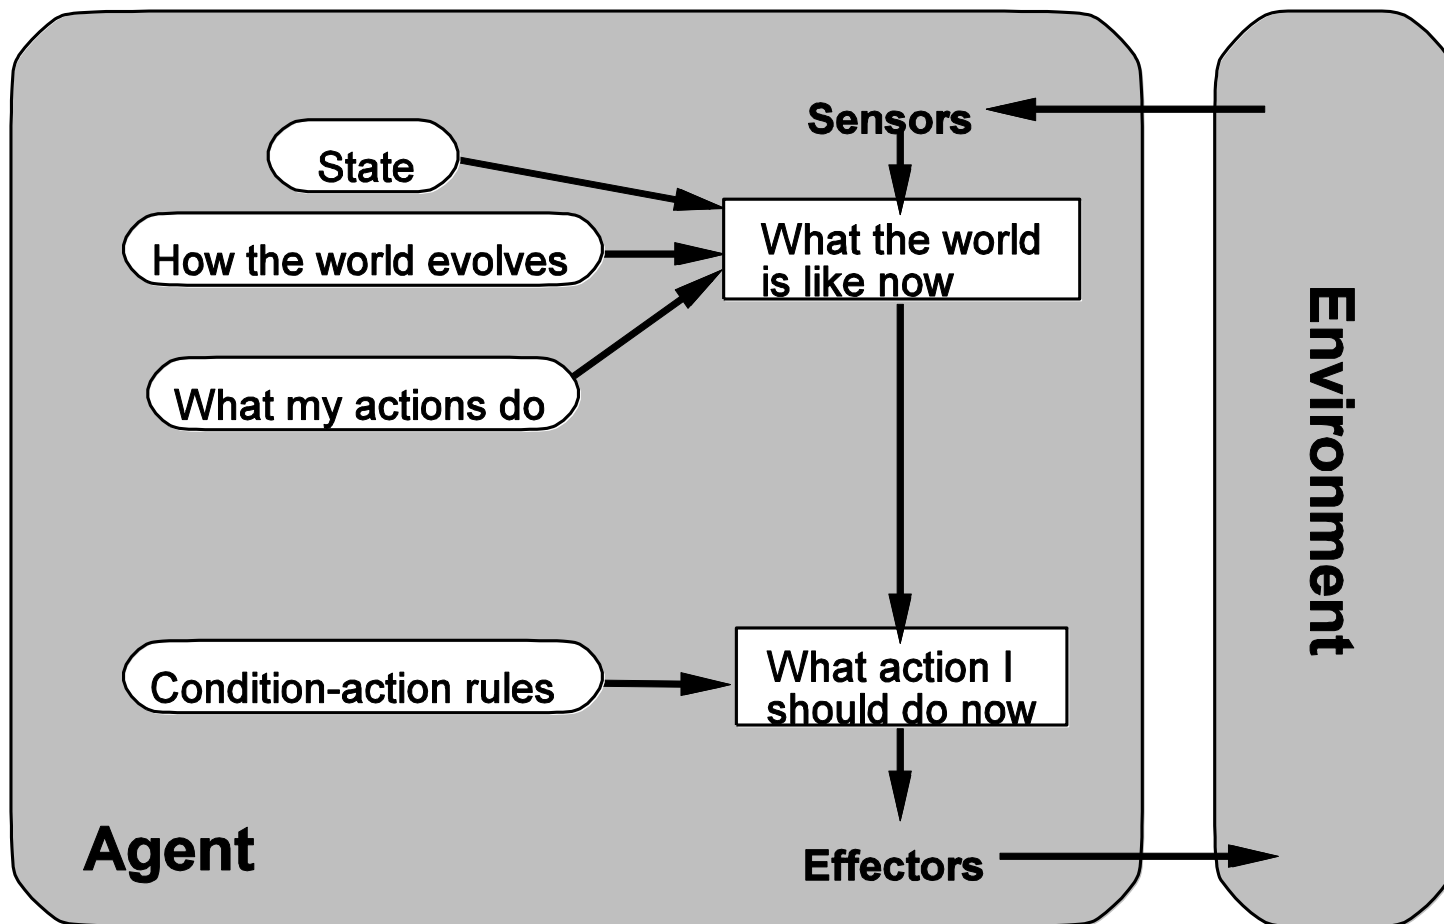 Sensors
State
What the world
is like now
How the world evolves
What my actions do
Environment
Condition-action rules
What action I
should do now
Agent
Effectors